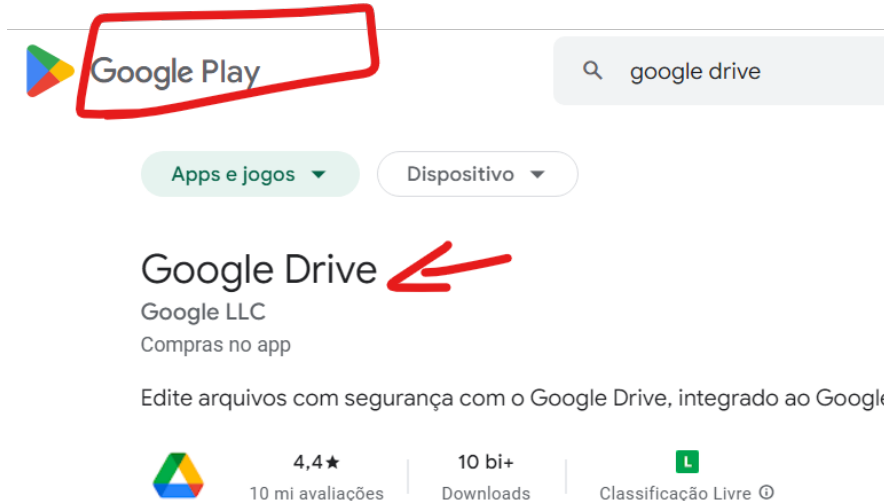 Google Play
google drive
Apps e jogos
Dispositivo
Google Drive
Google LLC
Compras no app
Edite arquivos com segurança com o Google Drive, integrado ao Google
4,4★ 10 bi+ L
10 mi avaliações Downloads Classificação Livre